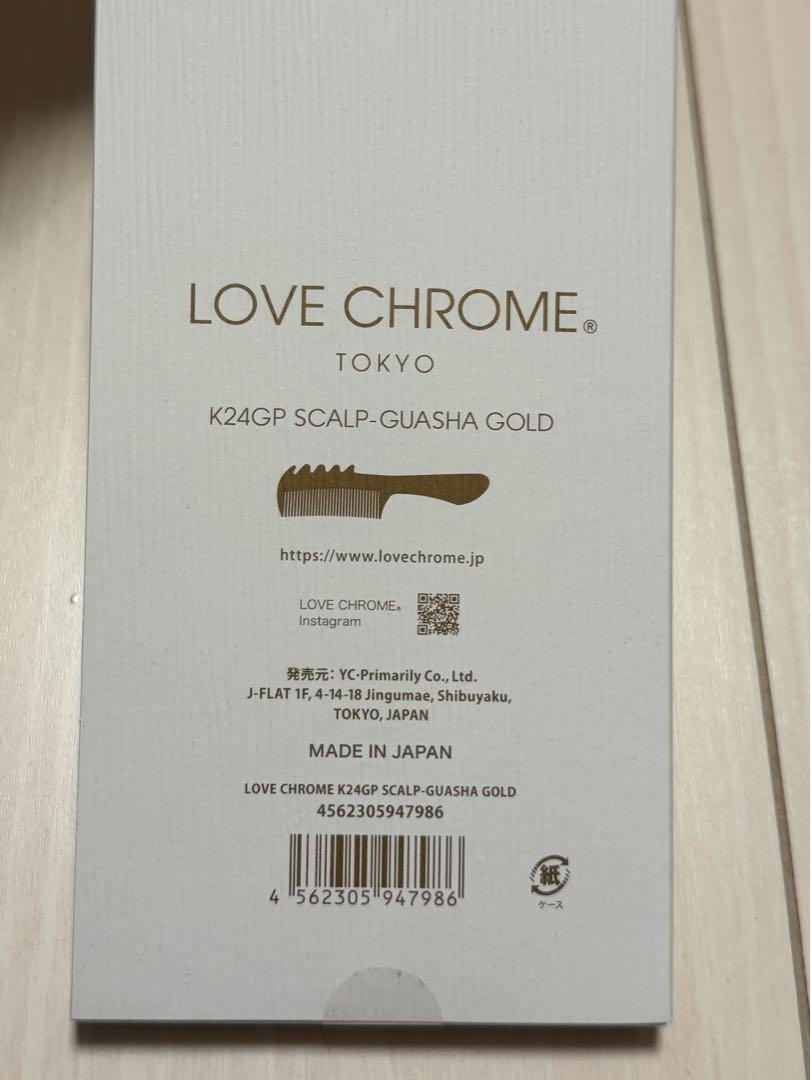 LOVE CHROME®
TOKYO
K24GP SCALP-GUASHA GOLD
https://www.lovechrome.jp
LOVE CHROME®
Instagram
発売元: YC·Primarily Co., Ltd.
J-FLAT 1F, 4-14-18 Jingumae, Shibuyaku,
TOKYO, JAPAN
MADE IN JAPAN
LOVE CHROME K24GP SCALP-GUASHA GOLD
4562305947986
4 562305 947986
紙
ケース